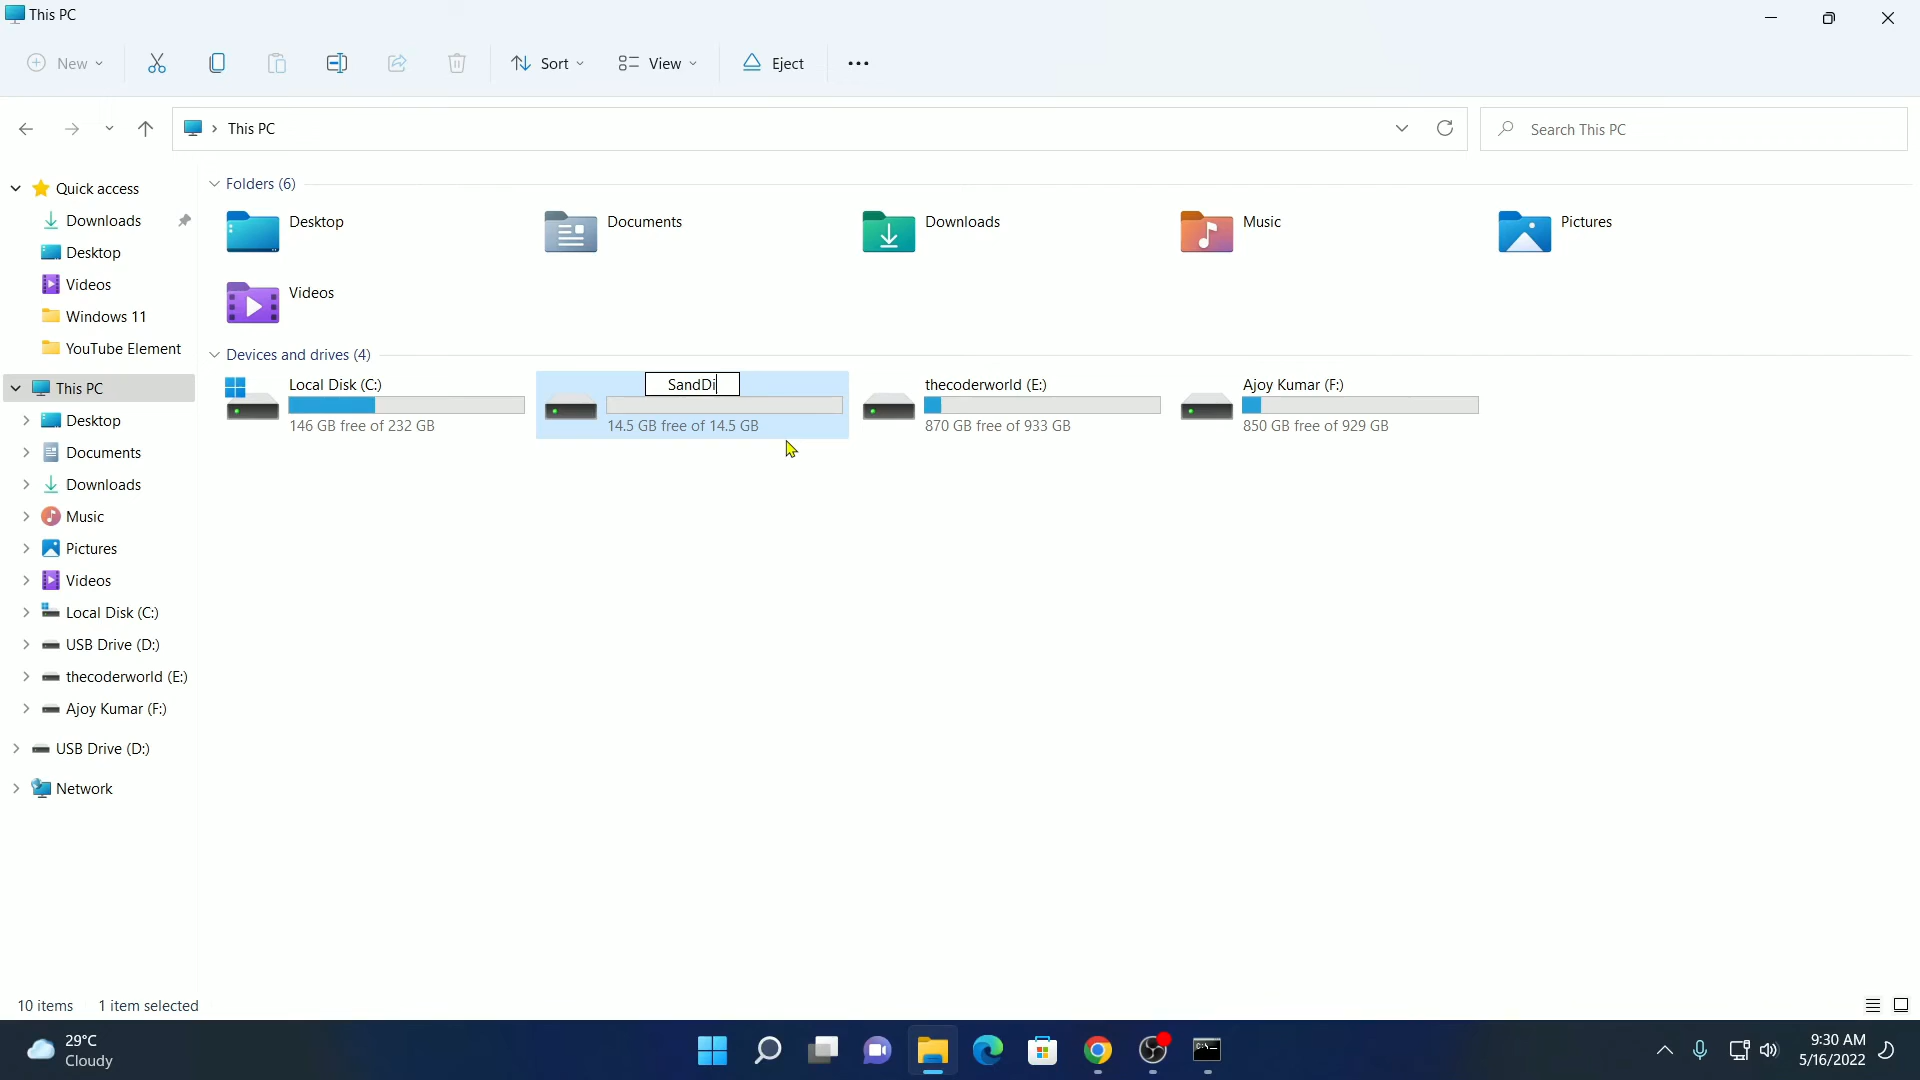 This PC
New
Sort
View
Eject
This PC
Search This PC
Quick access
Downloads
Desktop
Videos
Windows 11
YouTube Element
This PC
Desktop
Documents
Downloads
Music
Pictures
Videos
Local Disk (C:)
USB Drive (D:)
thecoderworld (E:)
Ajoy Kumar (F:)
USB Drive (D:)
Network
Folders (6)
Desktop
Documents
Downloads
Music
Pictures
Videos
Devices and drives (4)
Local Disk (C:)
146 GB free of 232 GB
SandDi
14.5 GB free of 14.5 GB
thecoderworld (E:)
870 GB free of 933 GB
Ajoy Kumar (F:)
850 GB free of 929 GB
10 items 1 item selected
29°C
Cloudy
C:\
9:30 AM
5/16/2022